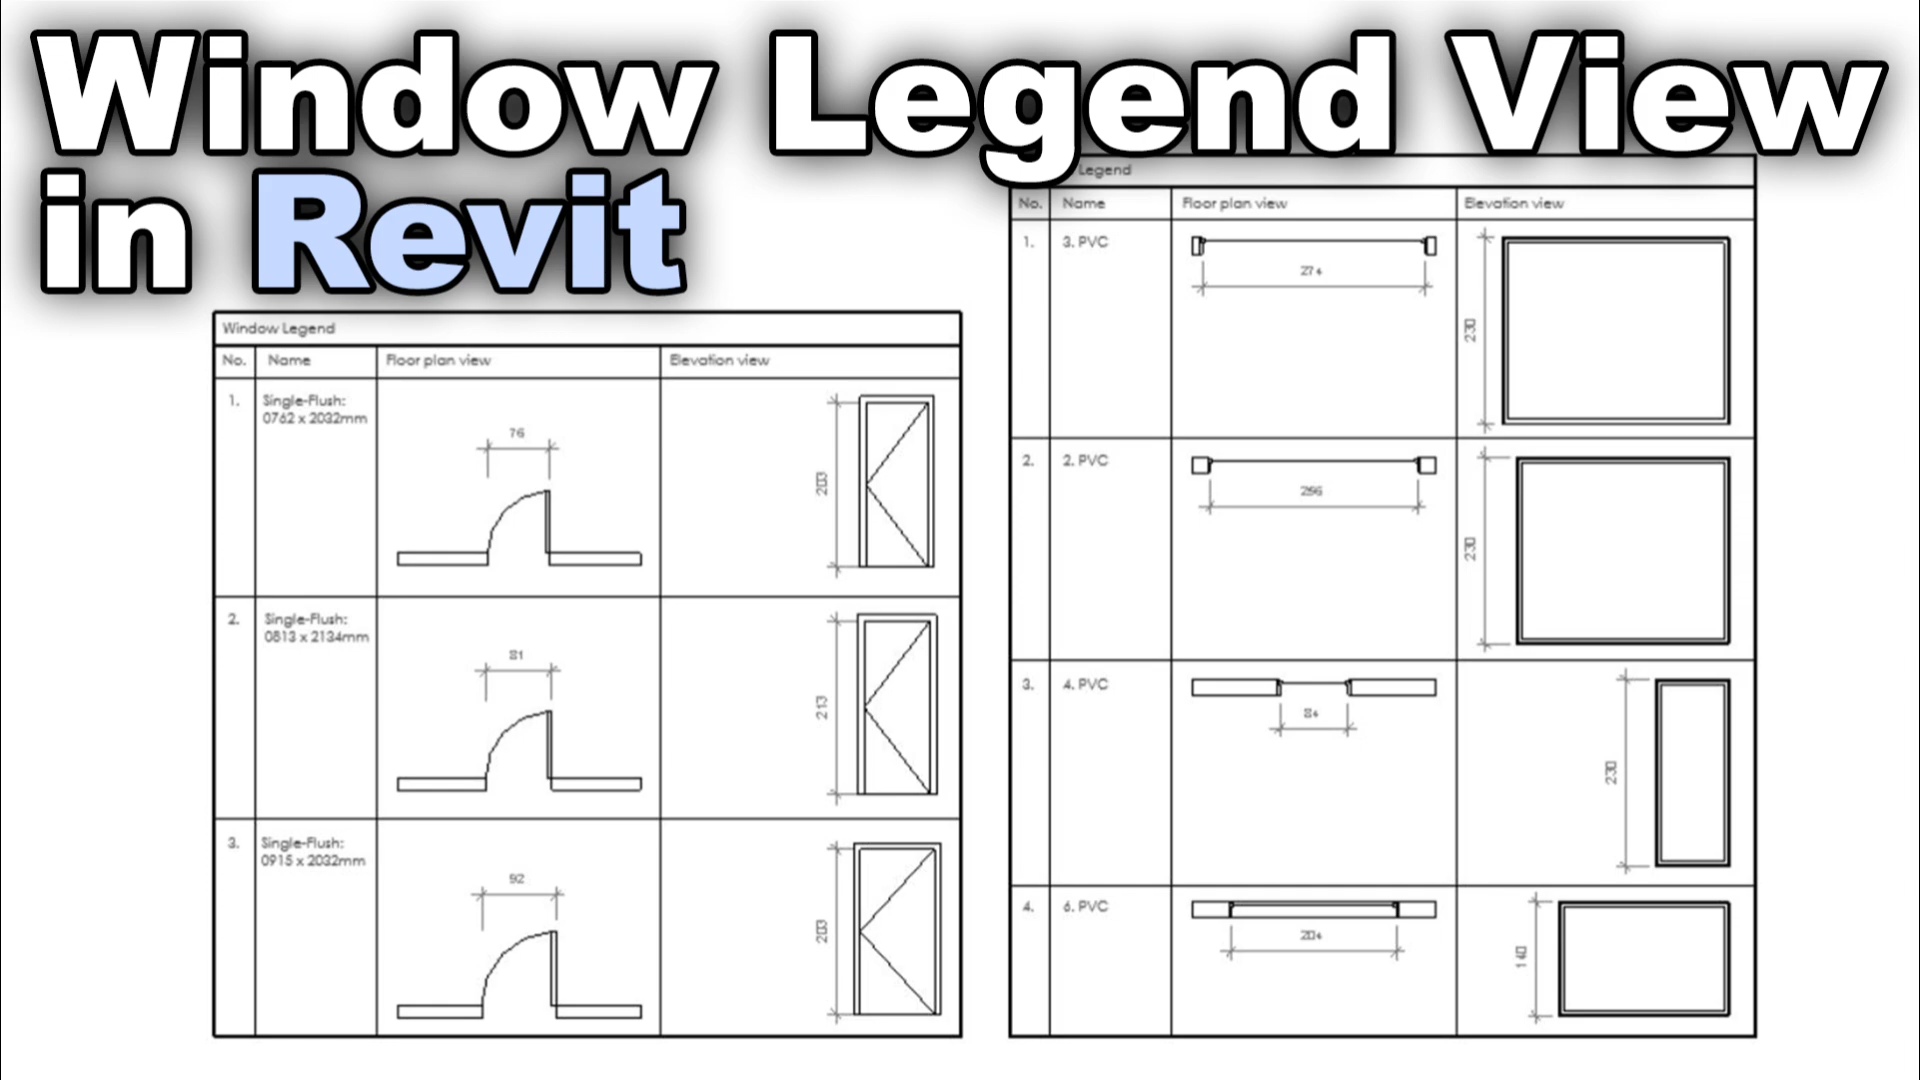 Window Legend View
in Revit
Window Legend
No. Name Floor plan view Elevation view
1. Single-Flush:
0762 x 2032mm
76
203
2. Single-Flush:
0813 x 2134mm
81
213
3. Single-Flush:
0915 x 2032mm
92
203
Legend
No. Name Floor plan view Elevation view
1. 3. PVC
274
230
2. 2. PVC
256
230
3. 4. PVC
84
230
4. 6. PVC
204
140